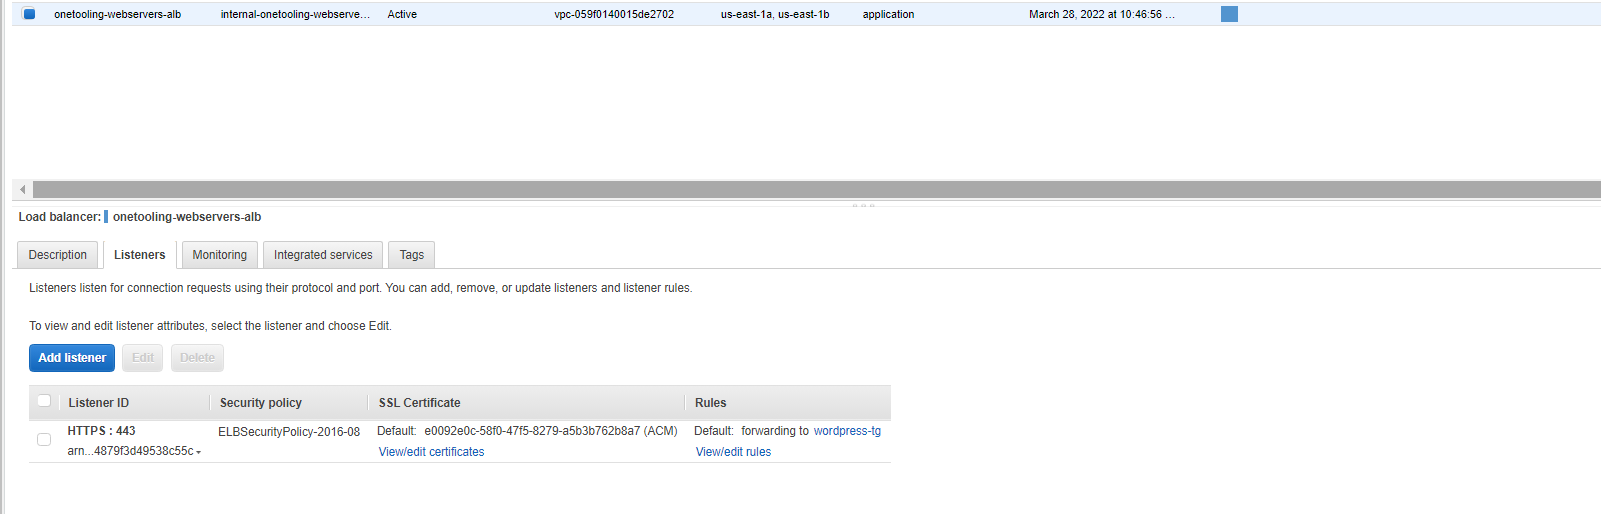 onetooling-webservers-alb internal-onetooling-webserve... Active vpc-059f0140015de2702 us-east-1a, us-east-1b application March 28, 2022 at 10:46:56 ...
Load balancer: onetooling-webservers-alb
Description Listeners Monitoring Integrated services Tags
Listeners listen for connection requests using their protocol and port. You can add, remove, or update listeners and listener rules.
To view and edit listener attributes, select the listener and choose Edit.
Add listener Edit Delete
Listener ID Security policy SSL Certificate Rules
HTTPS : 443 ELBSecurityPolicy-2016-08 Default: e0092e0c-58f0-47f5-8279-a5b3b762b8a7 (ACM) Default: forwarding to wordpress-tg
arn...4879f3d49538c55c View/edit certificates View/edit rules